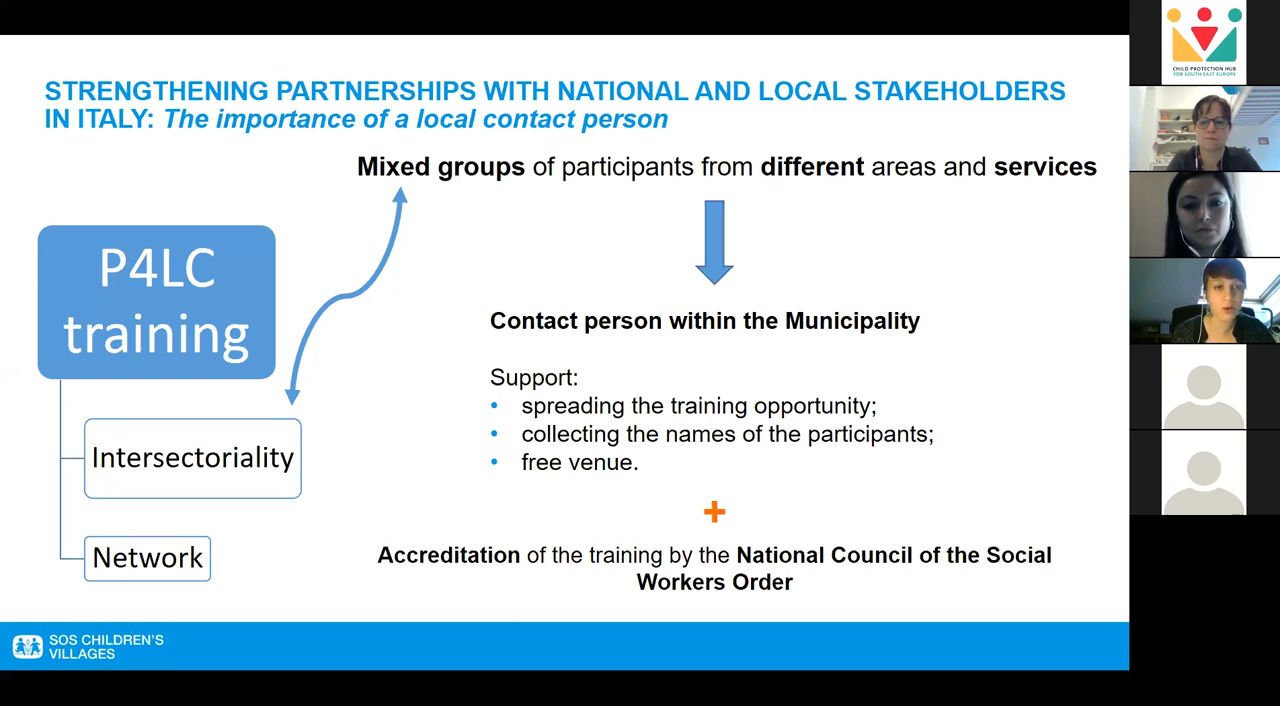 STRENGTHENING PARTNERSHIPS WITH NATIONAL AND LOCAL STAKEHOLDERS
IN ITALY: The importance of a local contact person
Mixed groups of participants from different areas and services
P4LC
training
Intersectoriality
Network
Contact person within the Municipality
Support:
• spreading the training opportunity;
• collecting the names of the participants;
• free venue.
+
Accreditation of the training by the National Council of the Social
Workers Order
SOS CHILDREN'S
VILLAGES
CHILD PROTECTION HUB
FOR SOUTH EAST EUROPE